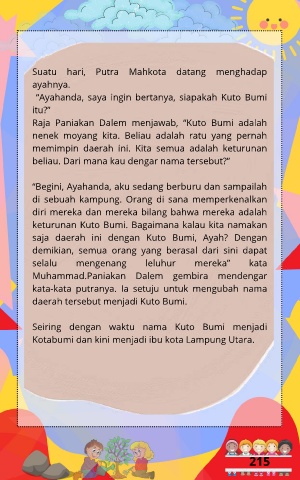 Suatu hari, Putra Mahkota datang menghadap
ayahnya.
“Ayahanda, saya ingin bertanya, siapakah Kuto Bumi
itu?”
Raja Paniakan Dalem menjawab, “Kuto Bumi adalah
nenek moyang kita. Beliau adalah ratu yang pernah
memimpin daerah ini. Kita semua adalah keturunan
beliau. Dari mana kau dengar nama tersebut?”
“Begini, Ayahanda, aku sedang berburu dan sampailah
di sebuah kampung. Orang di sana memperkenalkan
diri mereka dan mereka bilang bahwa mereka adalah
keturunan Kuto Bumi. Bagaimana kalau kita namakan
saja daerah ini dengan Kuto Bumi, Ayah? Dengan
demikian, semua orang yang berasal dari sini dapat
selalu mengenang leluhur mereka” kata
Muhammad.Paniakan Dalem gembira mendengar
kata-kata putranya. Ia setuju untuk mengubah nama
daerah tersebut menjadi Kuto Bumi.
Seiring dengan waktu nama Kuto Bumi menjadi
Kotabumi dan kini menjadi ibu kota Lampung Utara.
215